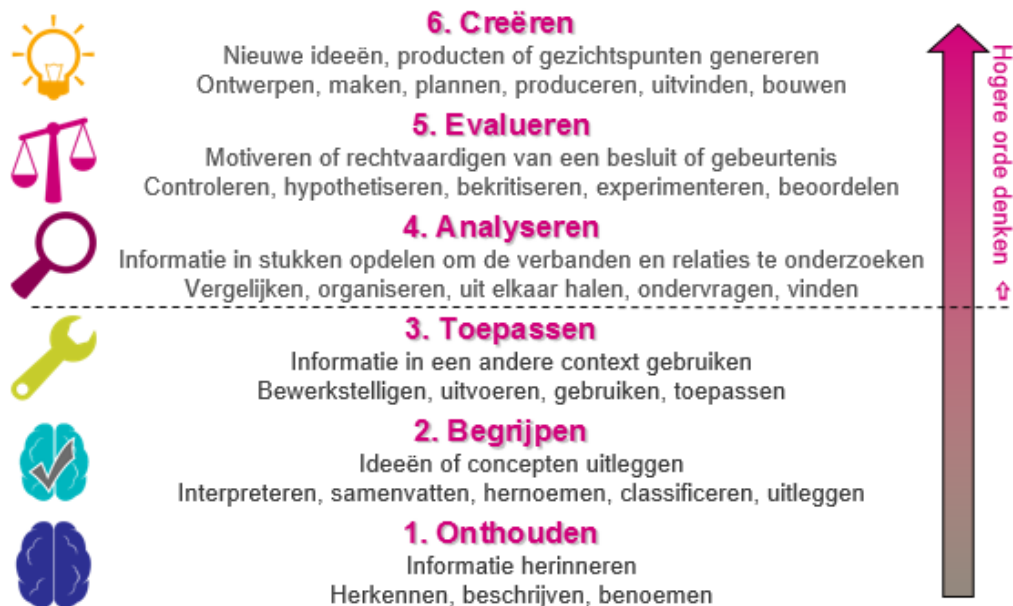 6. Creëren
Nieuwe ideeën, producten of gezichtspunten genereren
Ontwerpen, maken, plannen, produceren, uitvinden, bouwen
5. Evalueren
Motiveren of rechtvaardigen van een besluit of gebeurtenis
Controleren, hypothetiseren, bekritiseren, experimenteren, beoordelen
4. Analyseren
Informatie in stukken opdelen om de verbanden en relaties te onderzoeken
Vergelijken, organiseren, uit elkaar halen, ondervragen, vinden
3. Toepassen
Informatie in een andere context gebruiken
Bewerkstelligen, uitvoeren, gebruiken, toepassen
2. Begrijpen
Ideeën of concepten uitleggen
Interpreteren, samenvatten, hernoemen, classificeren, uitleggen
1. Onthouden
Informatie herinneren
Herkennen, beschrijven, benoemen
Hogere orde denken